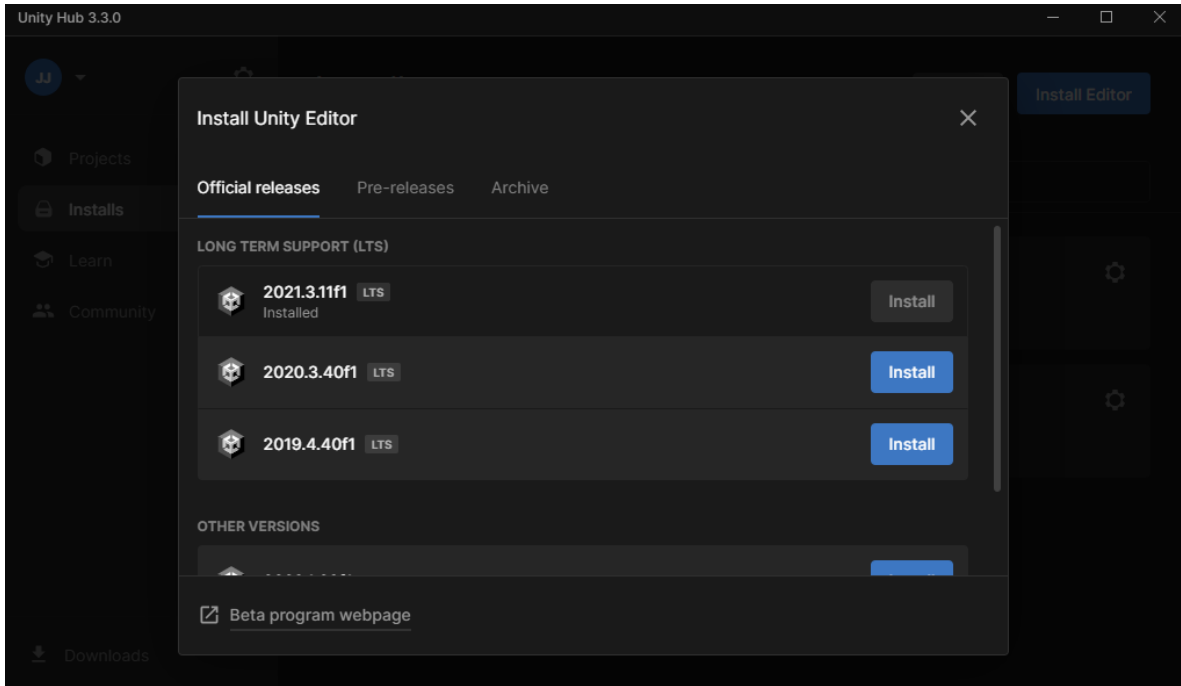 Unity Hub 3.3.0
JJ
Install Editor
Projects
Installs
Learn
Community
Downloads
Install Unity Editor
Official releases Pre-releases Archive
LONG TERM SUPPORT (LTS)
2021.3.11f1 LTS
Installed
Install
2020.3.40f1 LTS
Install
2019.4.40f1 LTS
Install
OTHER VERSIONS
Beta program webpage